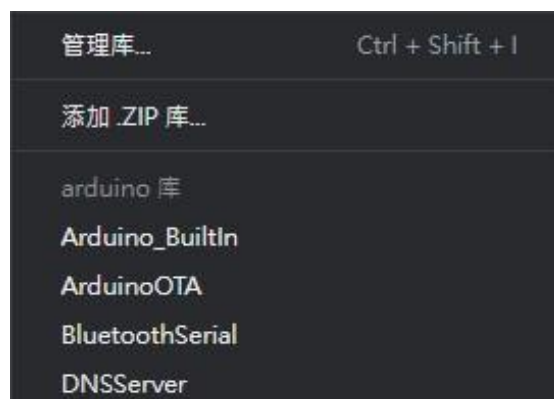 管理库... Ctrl + Shift + I
添加 .ZIP 库...
arduino 库
Arduino_BuiltIn
ArduinoOTA
BluetoothSerial
DNSServer